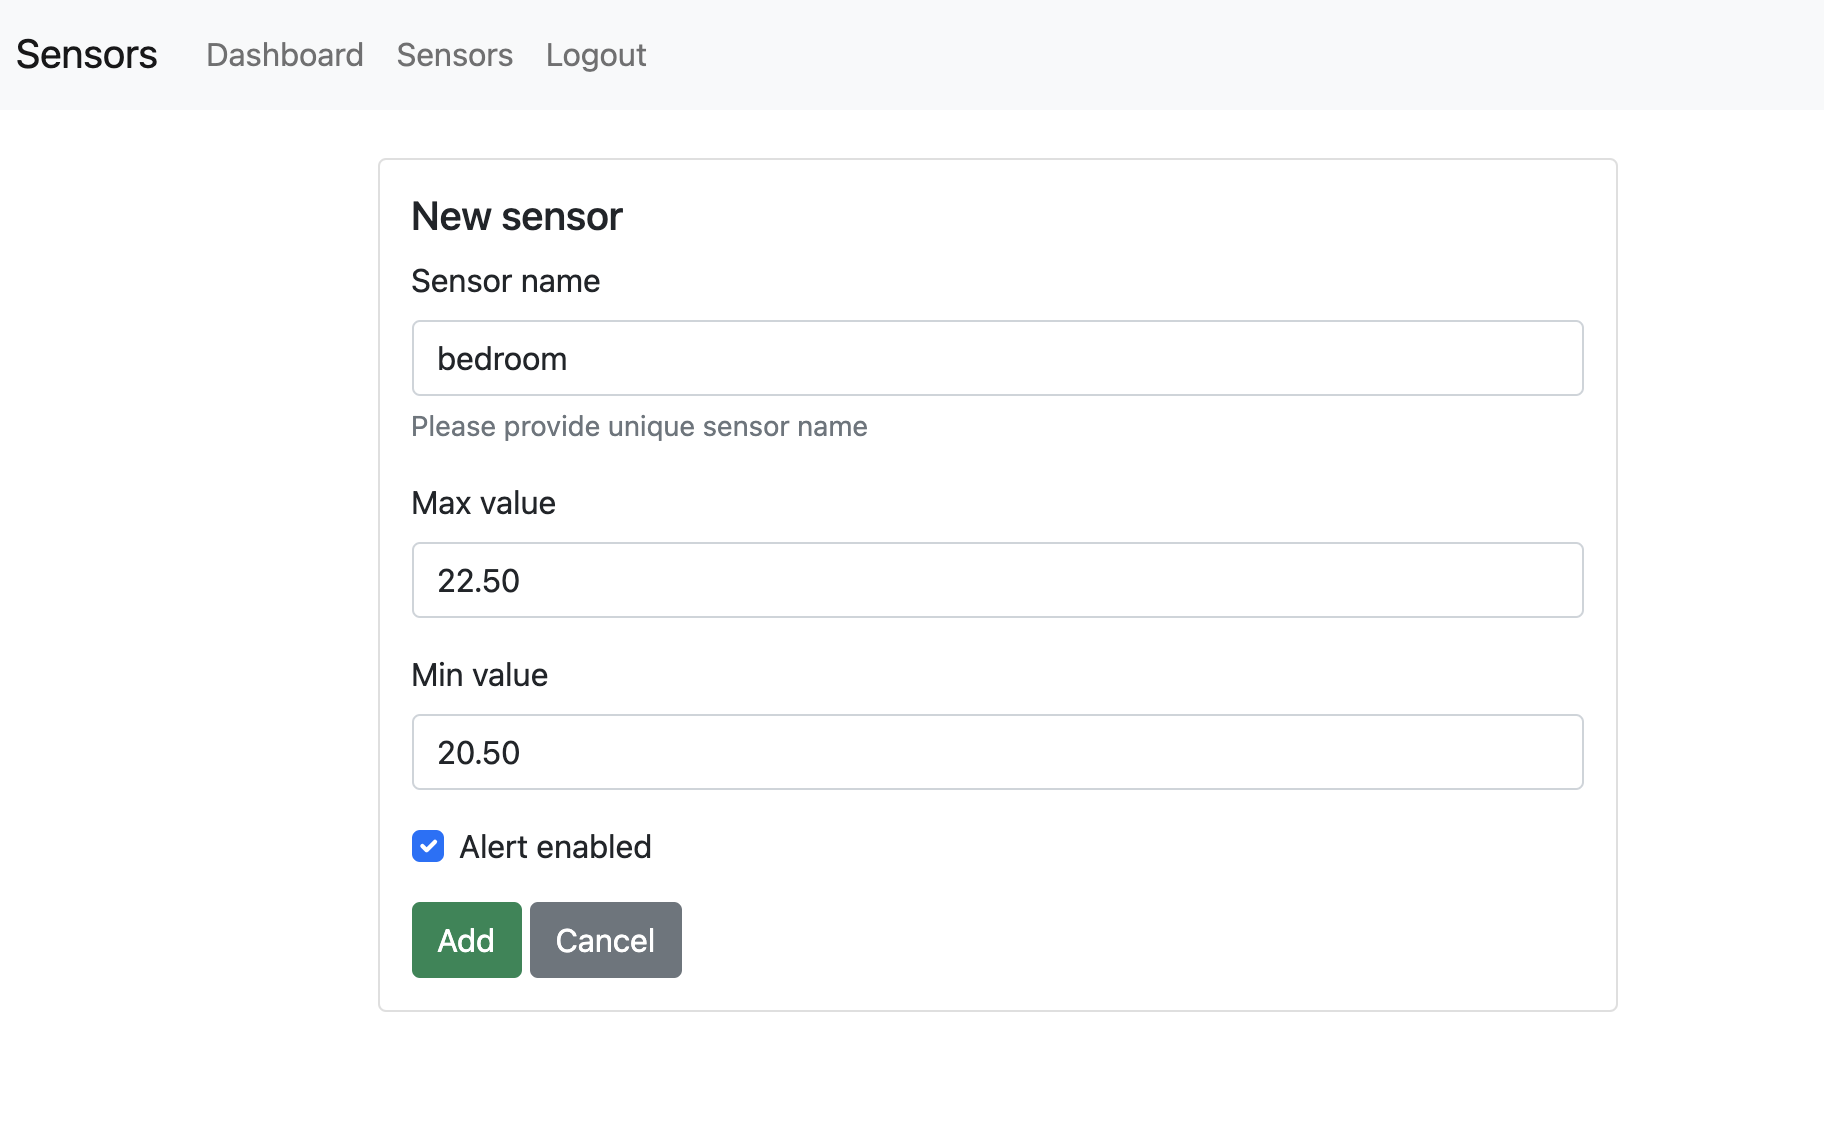 Sensors Dashboard Sensors Logout
New sensor
Sensor name
bedroom
Please provide unique sensor name
Max value
22.50
Min value
20.50
Alert enabled
Add Cancel